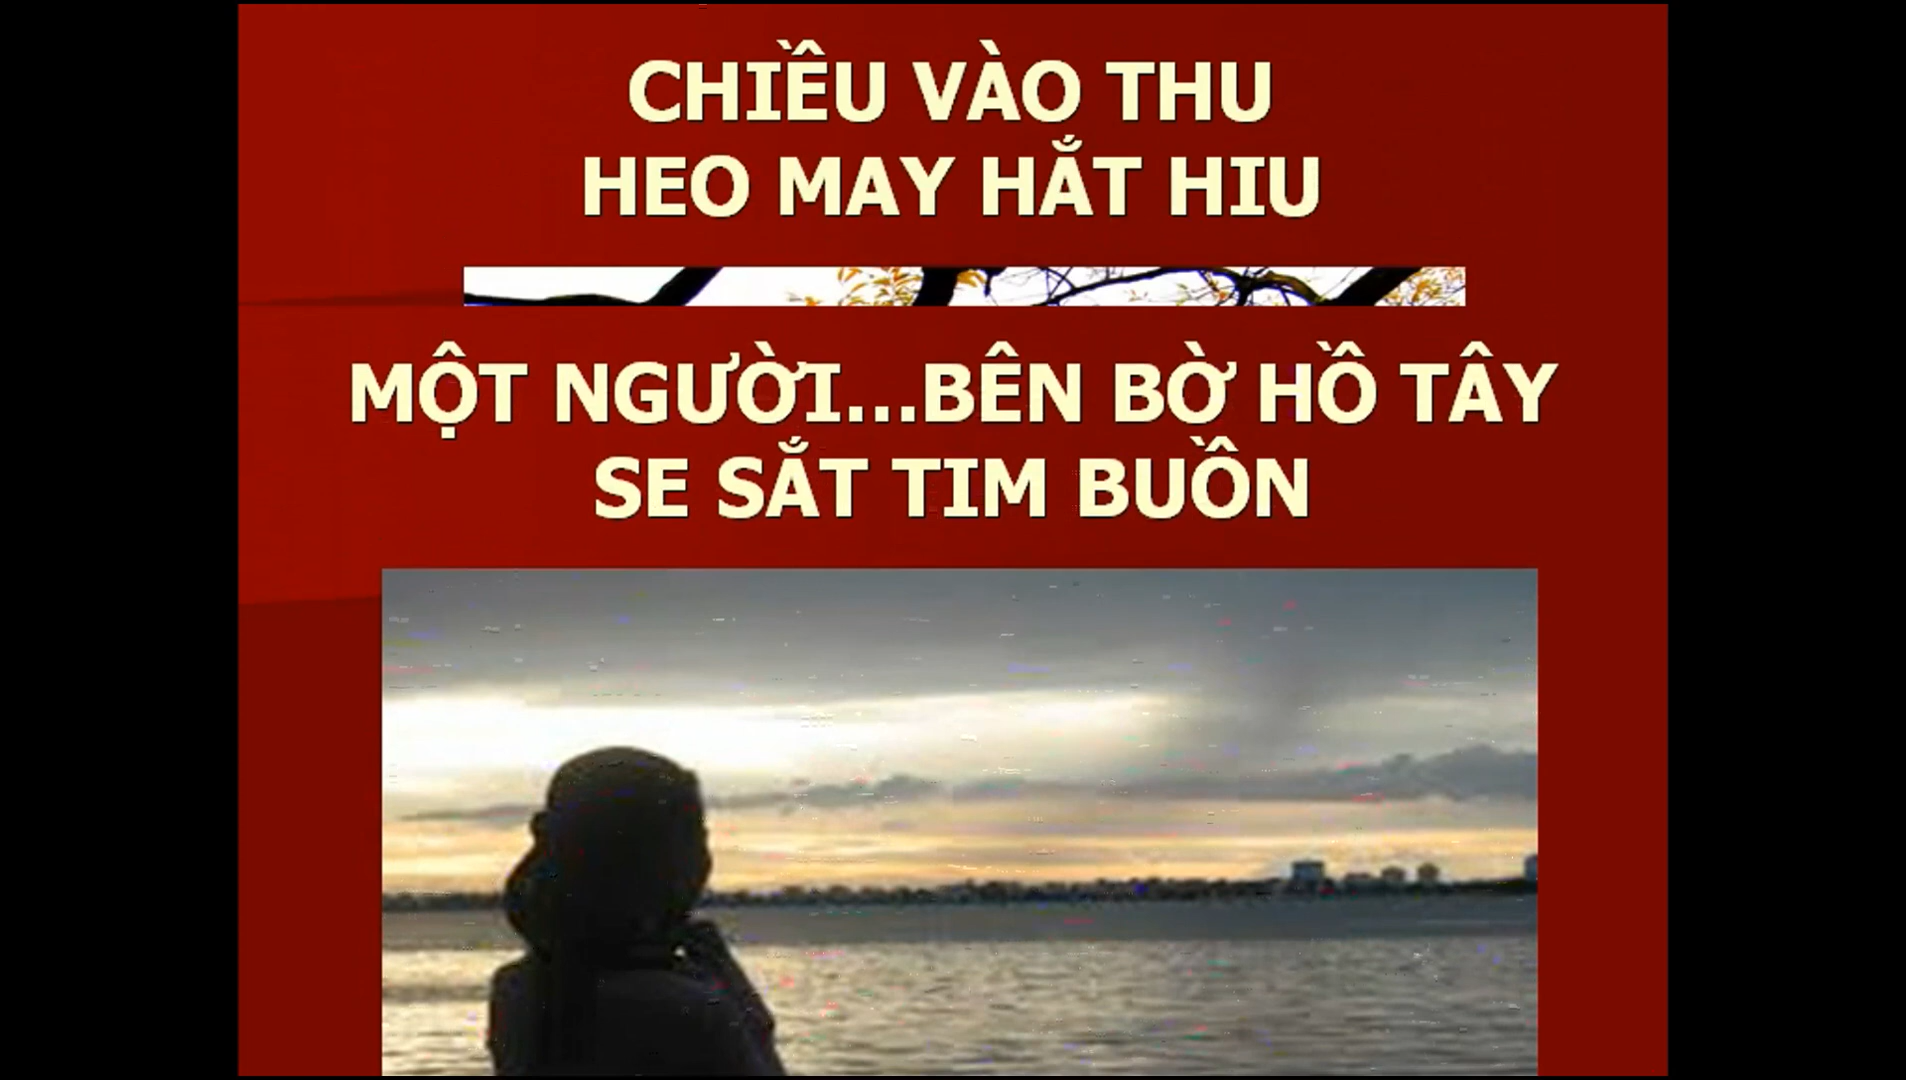 CHIỀU VÀO THU
HEO MAY HẮT HIU
MỘT NGƯỜI...BÊN BỜ HỒ TÂY
SE SẮT TIM BUỒN